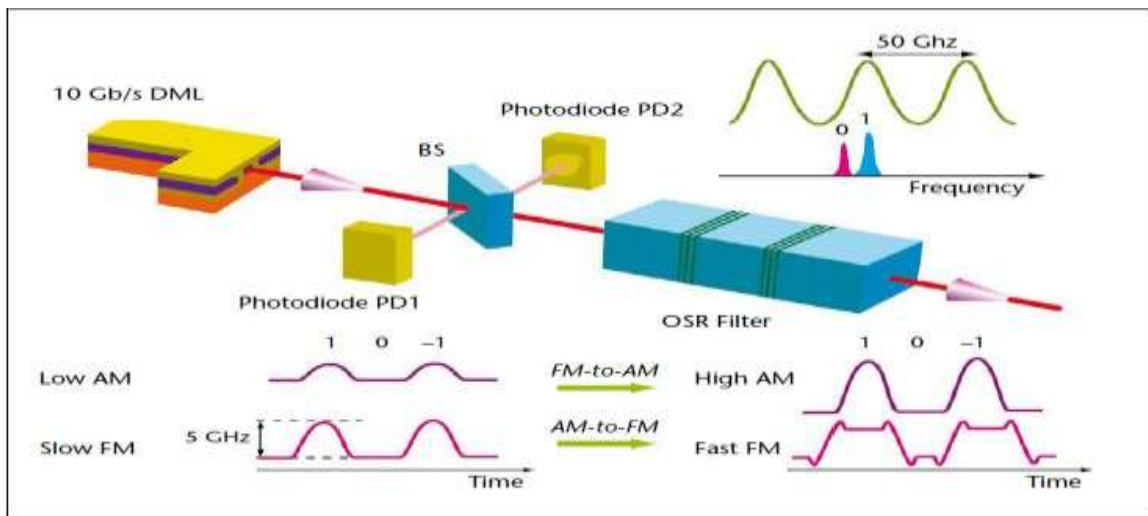 50 Ghz
10 Gb/s DML
Photodiode PD2
BS
0 1
Frequency
Photodiode PD1
OSR Filter
1 0 –1
1 0 –1
Low AM
FM-to-AM
High AM
5 GHz
Slow FM
AM-to-FM
Fast FM
Time
Time